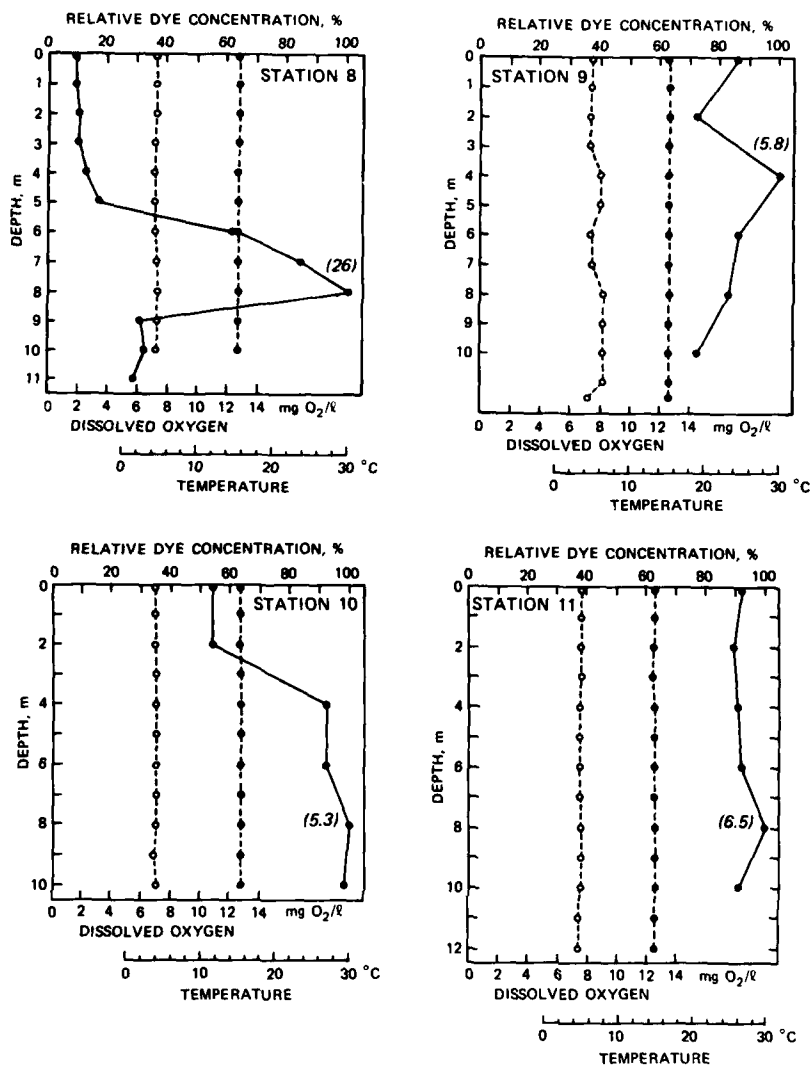 RELATIVE DYE CONCENTRATION, %
0 20 40 60 80 100
STATION 8
DEPTH, m
0
1
2
3
4
5
6
7
8
9
10
11
(26)
0 2 4 6 8 10 12 14 mg O₂/ℓ
DISSOLVED OXYGEN
0 10 20 30 °C
TEMPERATURE
RELATIVE DYE CONCENTRATION, %
0 20 40 60 80 100
STATION 9
DEPTH, m
0
1
2
3
4
5
6
7
8
9
10
(5.8)
0 2 4 6 8 10 12 14 mg O₂/ℓ
DISSOLVED OXYGEN
0 10 20 30 °C
TEMPERATURE
RELATIVE DYE CONCENTRATION, %
0 20 40 60 80 100
STATION 10
DEPTH, m
0
2
4
6
8
10
(5.3)
0 2 4 6 8 10 12 14 mg O₂/ℓ
DISSOLVED OXYGEN
0 10 20 30 °C
TEMPERATURE
RELATIVE DYE CONCENTRATION, %
0 20 40 60 80 100
STATION 11
DEPTH, m
0
1
2
3
4
5
6
7
8
9
10
11
12
(6.5)
0 2 4 6 8 10 12 14 mg O₂/ℓ
DISSOLVED OXYGEN
0 10 20 30 °C
TEMPERATURE